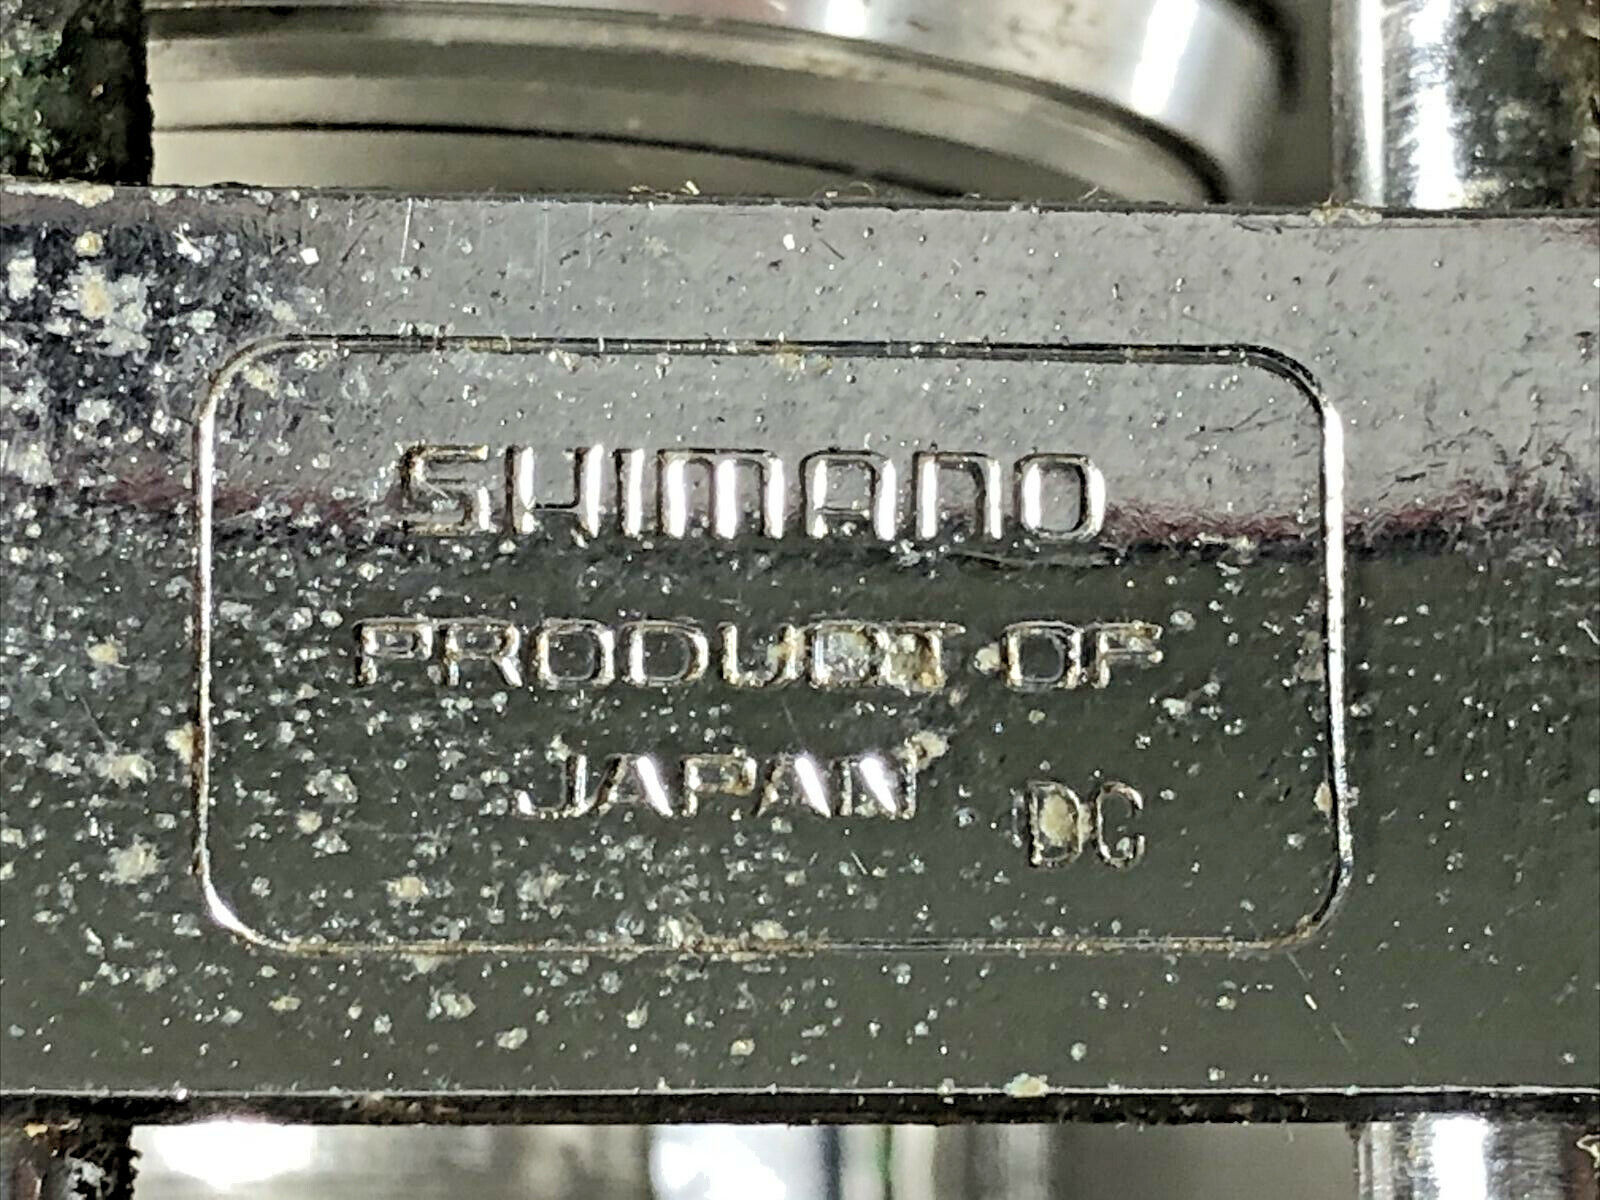 SHIMANO
PRODUCT OF
JAPAN
DC